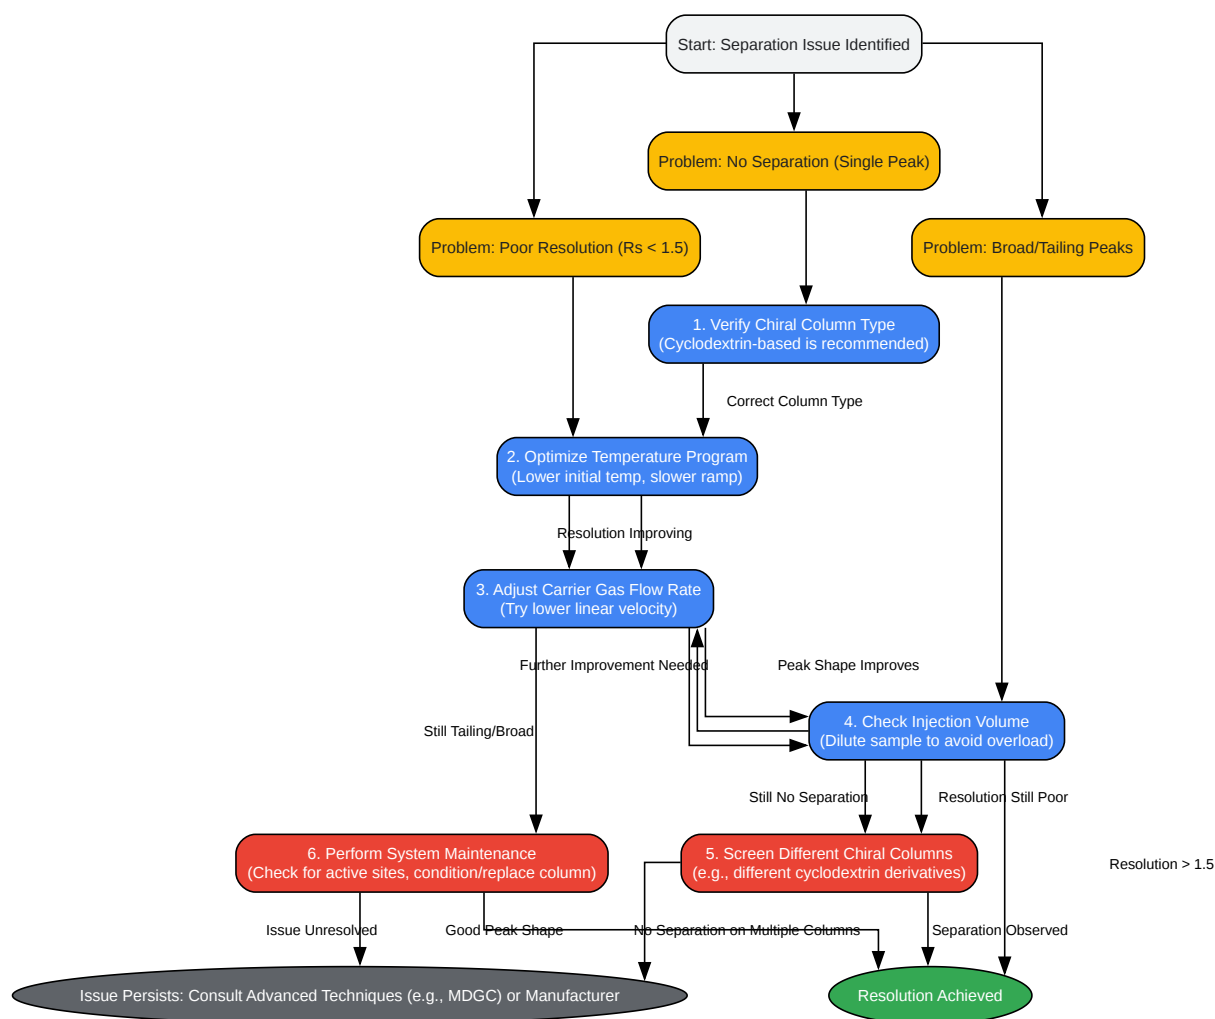 Start: Separation Issue Identified
Problem: No Separation (Single Peak)
Problem: Poor Resolution (Rs < 1.5)
Problem: Broad/Tailing Peaks
1. Verify Chiral Column Type
(Cyclodextrin-based is recommended)
Correct Column Type
2. Optimize Temperature Program
(Lower initial temp, slower ramp)
Resolution Improving
3. Adjust Carrier Gas Flow Rate
(Try lower linear velocity)
Further Improvement Needed
Peak Shape Improves
4. Check Injection Volume
(Dilute sample to avoid overload)
Still Tailing/Broad
Still No Separation
Resolution Still Poor
6. Perform System Maintenance
(Check for active sites, condition/replace column)
5. Screen Different Chiral Columns
(e.g., different cyclodextrin derivatives)
Resolution > 1.5
Issue Unresolved
Good Peak Shape
No Separation on Multiple Columns
Separation Observed
Issue Persists: Consult Advanced Techniques (e.g., MDGC) or Manufacturer
Resolution Achieved